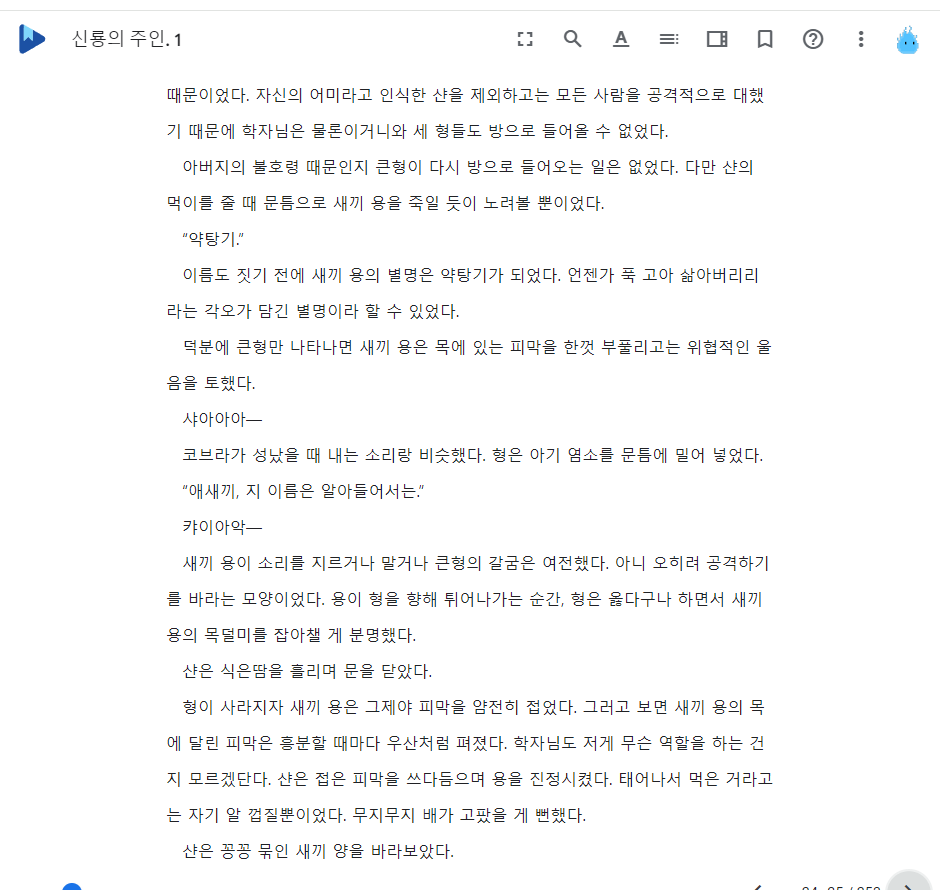 신룡의 주인. 1
때문이었다. 자신의 어미라고 인식한 샨을 제외하고는 모든 사람을 공격적으로 대했
기 때문에 학자님은 물론이거니와 세 형들도 방으로 들어올 수 없었다.
아버지의 불호령 때문인지 큰형이 다시 방으로 들어오는 일은 없었다. 다만 샨의
먹이를 줄 때 문틈으로 새끼 용을 죽일 듯이 노려볼 뿐이었다.
“약탕기.”
이름도 짓기 전에 새끼 용의 별명은 약탕기가 되었다. 언젠가 푹 고아 삶아버리리
라는 각오가 담긴 별명이라 할 수 있었다.
덕분에 큰형만 나타나면 새끼 용은 목에 있는 피막을 한껏 부풀리고는 위협적인 울
음을 토했다.
샤아아아―
코브라가 성났을 때 내는 소리랑 비슷했다. 형은 아기 염소를 문틈에 밀어 넣었다.
“애새끼, 지 이름은 알아들어서는.”
캬이아악―
새끼 용이 소리를 지르거나 말거나 큰형의 갈굼은 여전했다. 아니 오히려 공격하기
를 바라는 모양이었다. 용이 형을 향해 튀어나가는 순간, 형은 옳다구나 하면서 새끼
용의 목덜미를 잡아챌 게 분명했다.
샨은 식은땀을 흘리며 문을 닫았다.
형이 사라지자 새끼 용은 그제야 피막을 얌전히 접었다. 그러고 보면 새끼 용의 목
에 달린 피막은 흥분할 때마다 우산처럼 펴졌다. 학자님도 저게 무슨 역할을 하는 건
지 모르겠단다. 샨은 접은 피막을 쓰다듬으며 용을 진정시켰다. 태어나서 먹은 거라고
는 자기 알 껍질뿐이었다. 무지무지 배가 고팠을 게 뻔했다.
샨은 꽁꽁 묶인 새끼 양을 바라보았다.